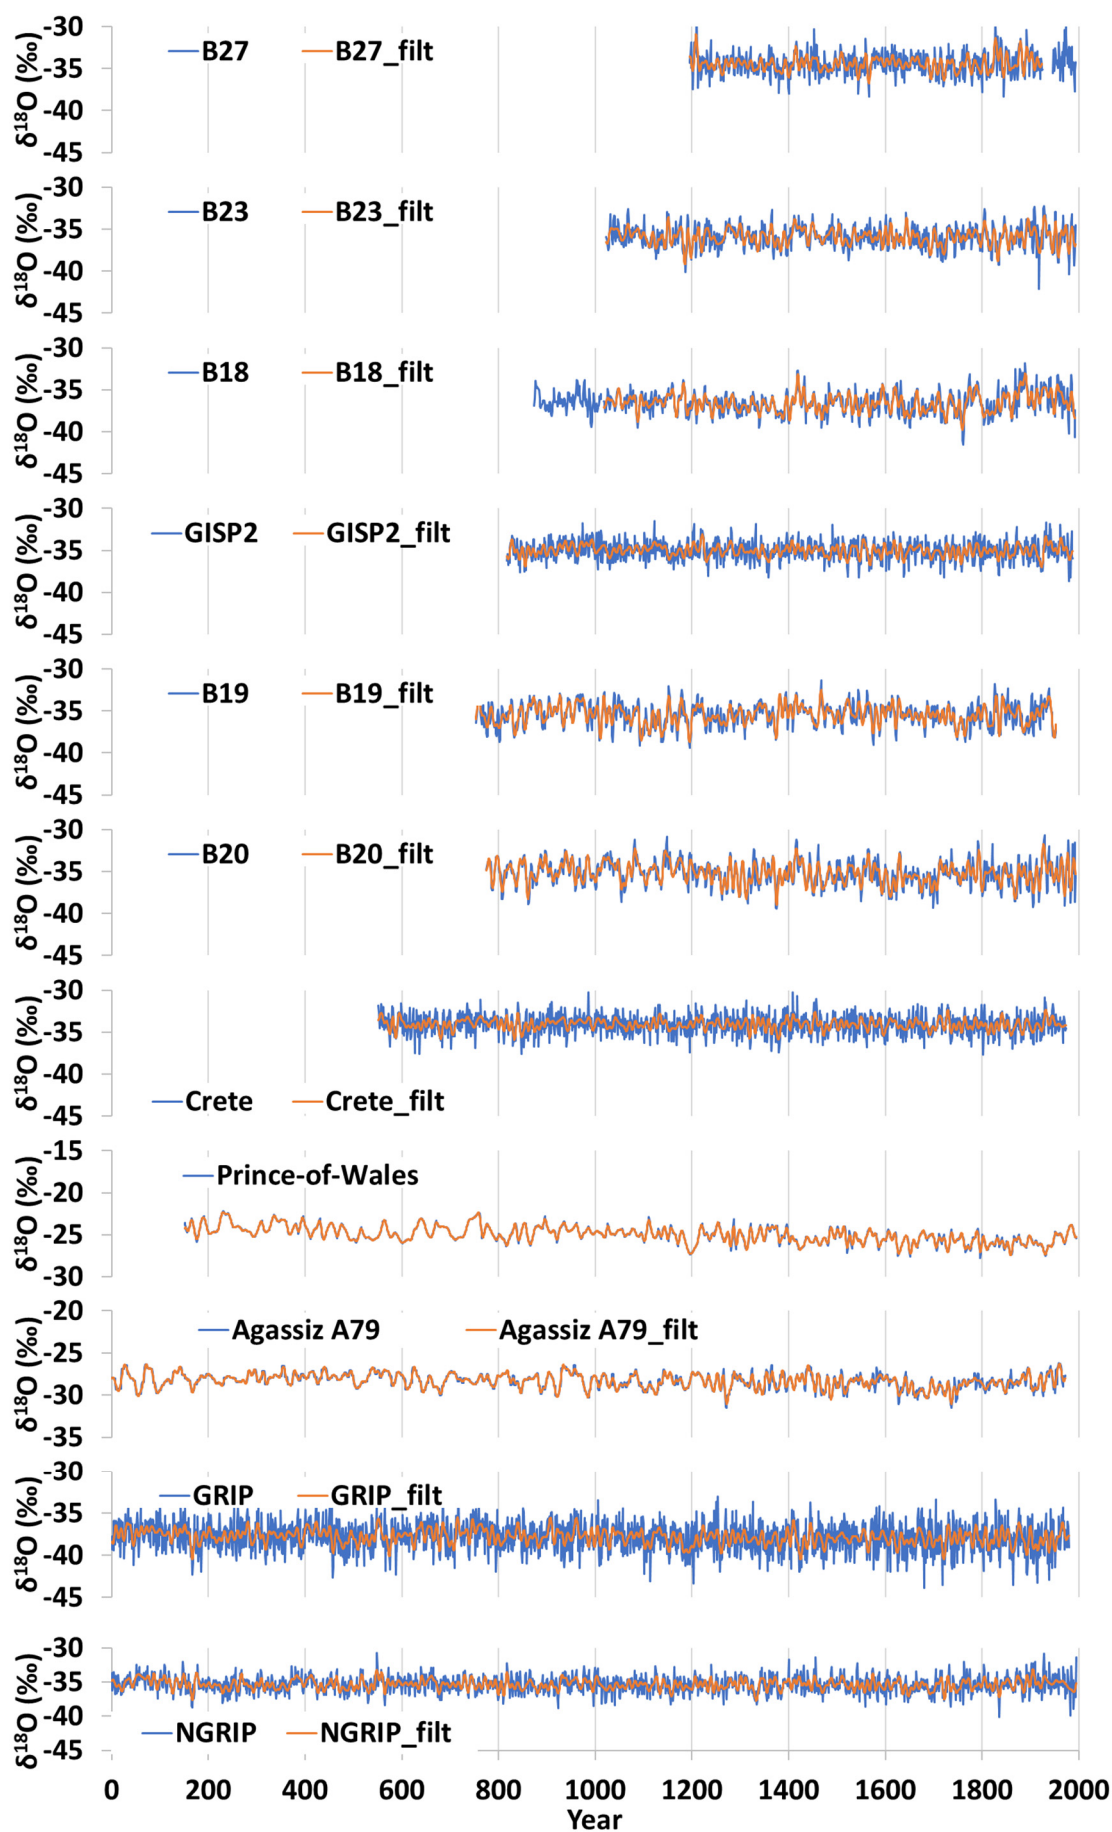 -30
δ¹⁸O (‰)
B27 B27_filt
-35
-40
-45
-30
δ¹⁸O (‰)
B23 B23_filt
-35
-40
-45
-30
δ¹⁸O (‰)
B18 B18_filt
-35
-40
-45
-30
δ¹⁸O (‰)
GISP2 GISP2_filt
-35
-40
-45
-30
δ¹⁸O (‰)
B19 B19_filt
-35
-40
-45
-30
δ¹⁸O (‰)
B20 B20_filt
-35
-40
-45
-30
δ¹⁸O (‰)
-35
-40
Crete Crete_filt
-45
-15
δ¹⁸O (‰)
Prince-of-Wales
-20
-25
-30
-20
δ¹⁸O (‰)
Agassiz A79 Agassiz A79_filt
-25
-30
-35
-30
δ¹⁸O (‰)
GRIP GRIP_filt
-35
-40
-45
-30
δ¹⁸O (‰)
-35
-40
NGRIP NGRIP_filt
-45
0 200 400 600 800 1000 1200 1400 1600 1800 2000
Year